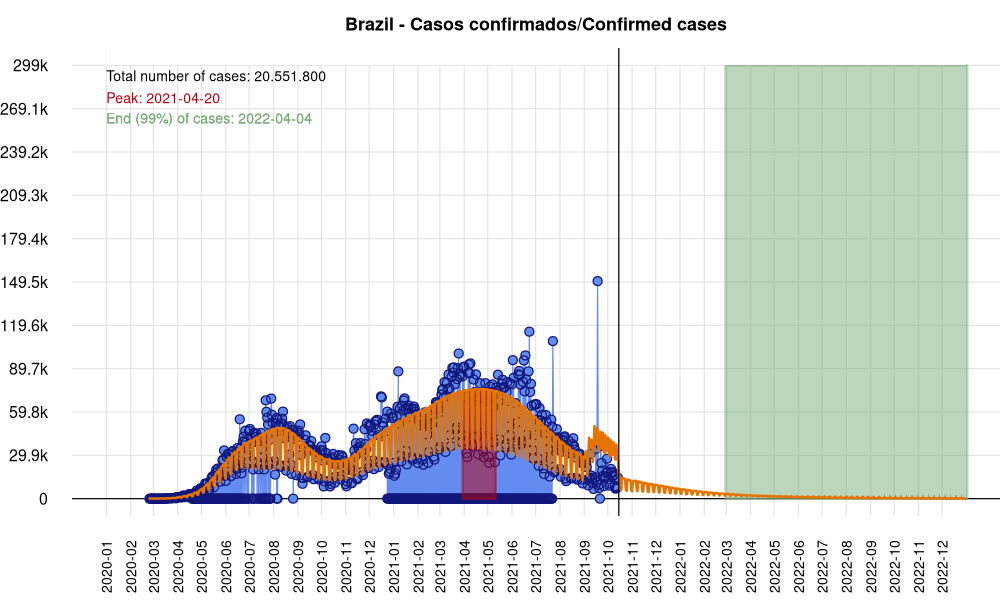 Brazil - Casos confirmados/Confirmed cases
299k
Total number of cases: 20.551.800
Peak: 2021-04-20
269.1k
End (99%) of cases: 2022-04-04
239.2k
209.3k
179.4k
149.5k
119.6k
89.7k
59.8k
29.9k
0
2020-01
2020-02
2020-03
2020-04
2020-05
2020-06
2020-07
2020-08
2020-09
2020-10
2020-11
2020-12
2021-01
2021-02
2021-03
2021-04
2021-05
2021-06
2021-07
2021-08
2021-09
2021-10
2021-11
2021-12
2022-01
2022-02
2022-03
2022-04
2022-05
2022-06
2022-07
2022-08
2022-09
2022-10
2022-11
2022-12